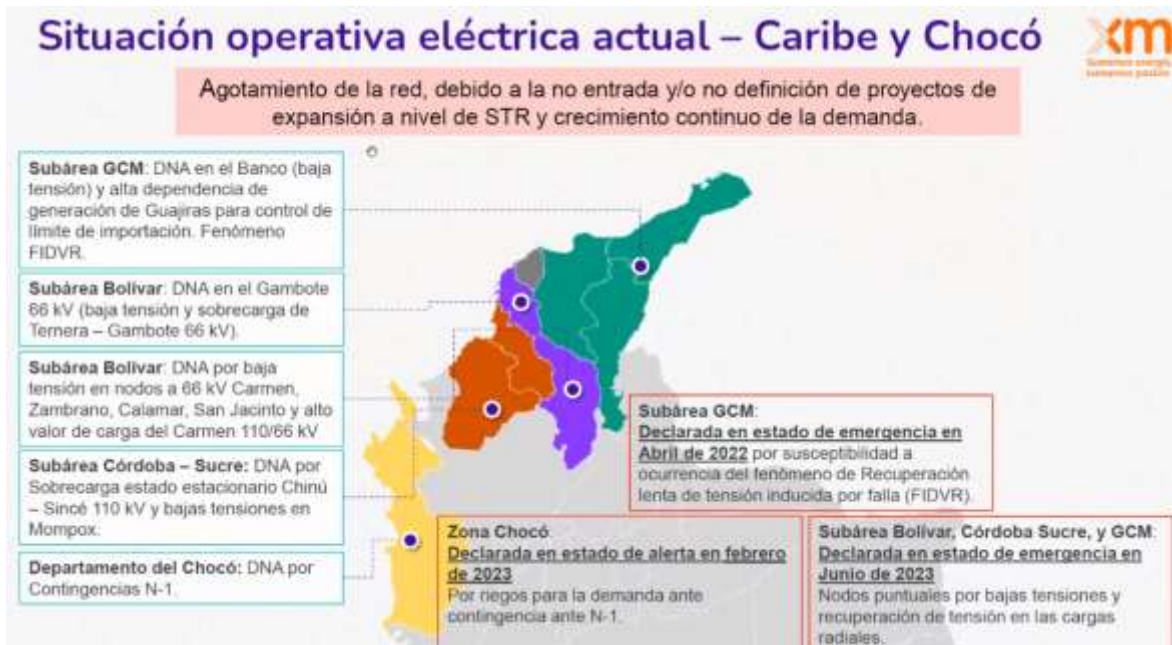 Situación operativa eléctrica actual – Caribe y Chocó
xm
Sumamos energía,
sumamos pasión
Agotamiento de la red, debido a la no entrada y/o no definición de proyectos de
expansión a nivel de STR y crecimiento continuo de la demanda.
Subárea GCM: DNA en el Banco (baja
tensión) y alta dependencia de
generación de Guajiras para control de
límite de importación. Fenómeno
FIDVR.
Subárea Bolívar: DNA en el Gambote
66 kV (baja tensión y sobrecarga de
Ternera – Gambote 66 kV).
Subárea Bolívar: DNA por baja
tensión en nodos a 66 kV Carmen,
Zambrano, Calamar, San Jacinto y alto
valor de carga del Carmen 110/66 kV
Subárea Córdoba – Sucre: DNA por
Sobrecarga estado estacionario Chinú
– Sincé 110 kV y bajas tensiones en
Mompox.
Departamento del Chocó: DNA por
Contingencias N-1.
Subárea GCM:
Declarada en estado de emergencia en
Abril de 2022 por susceptibilidad a
ocurrencia del fenómeno de Recuperación
lenta de tensión inducida por falla (FIDVR).
Zona Chocó
Declarada en estado de alerta en febrero
de 2023
Por riegos para la demanda ante
contingencia ante N-1.
Subárea Bolívar, Córdoba Sucre, y GCM:
Declarada en estado de emergencia en
Junio de 2023
Nodos puntuales por bajas tensiones y
recuperación de tensión en las cargas
radiales.